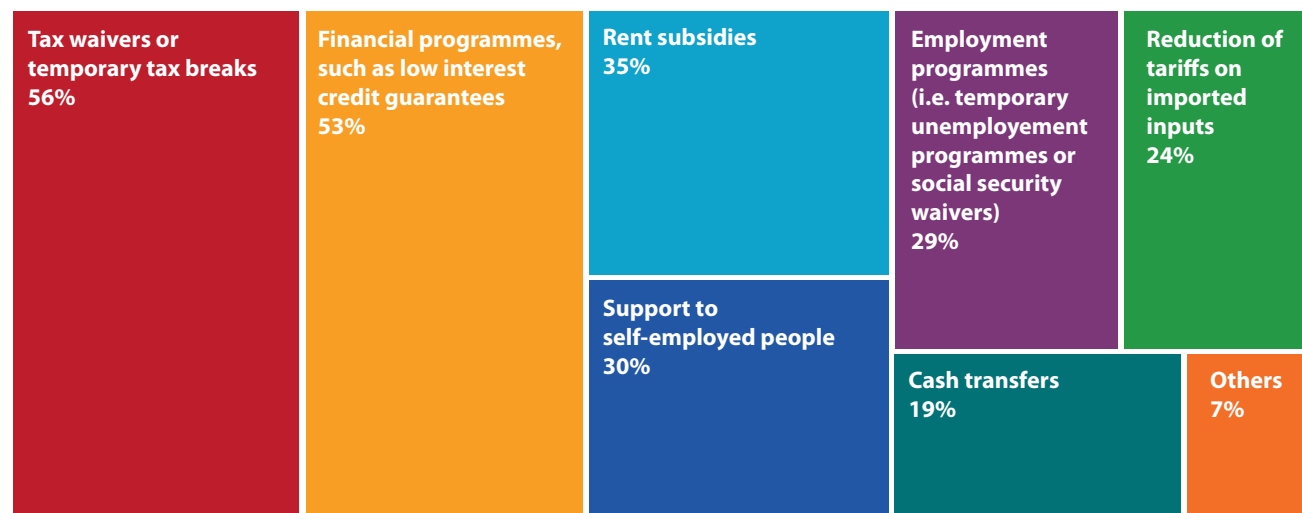 Tax waivers or
temporary tax breaks
56%
Financial programmes,
such as low interest
credit guarantees
53%
Rent subsidies
35%
Support to
self-employed people
30%
Employment
programmes
(i.e. temporary
unemployement
programmes or
social security
waivers)
29%
Reduction of
tariffs on
imported
inputs
24%
Cash transfers
19%
Others
7%